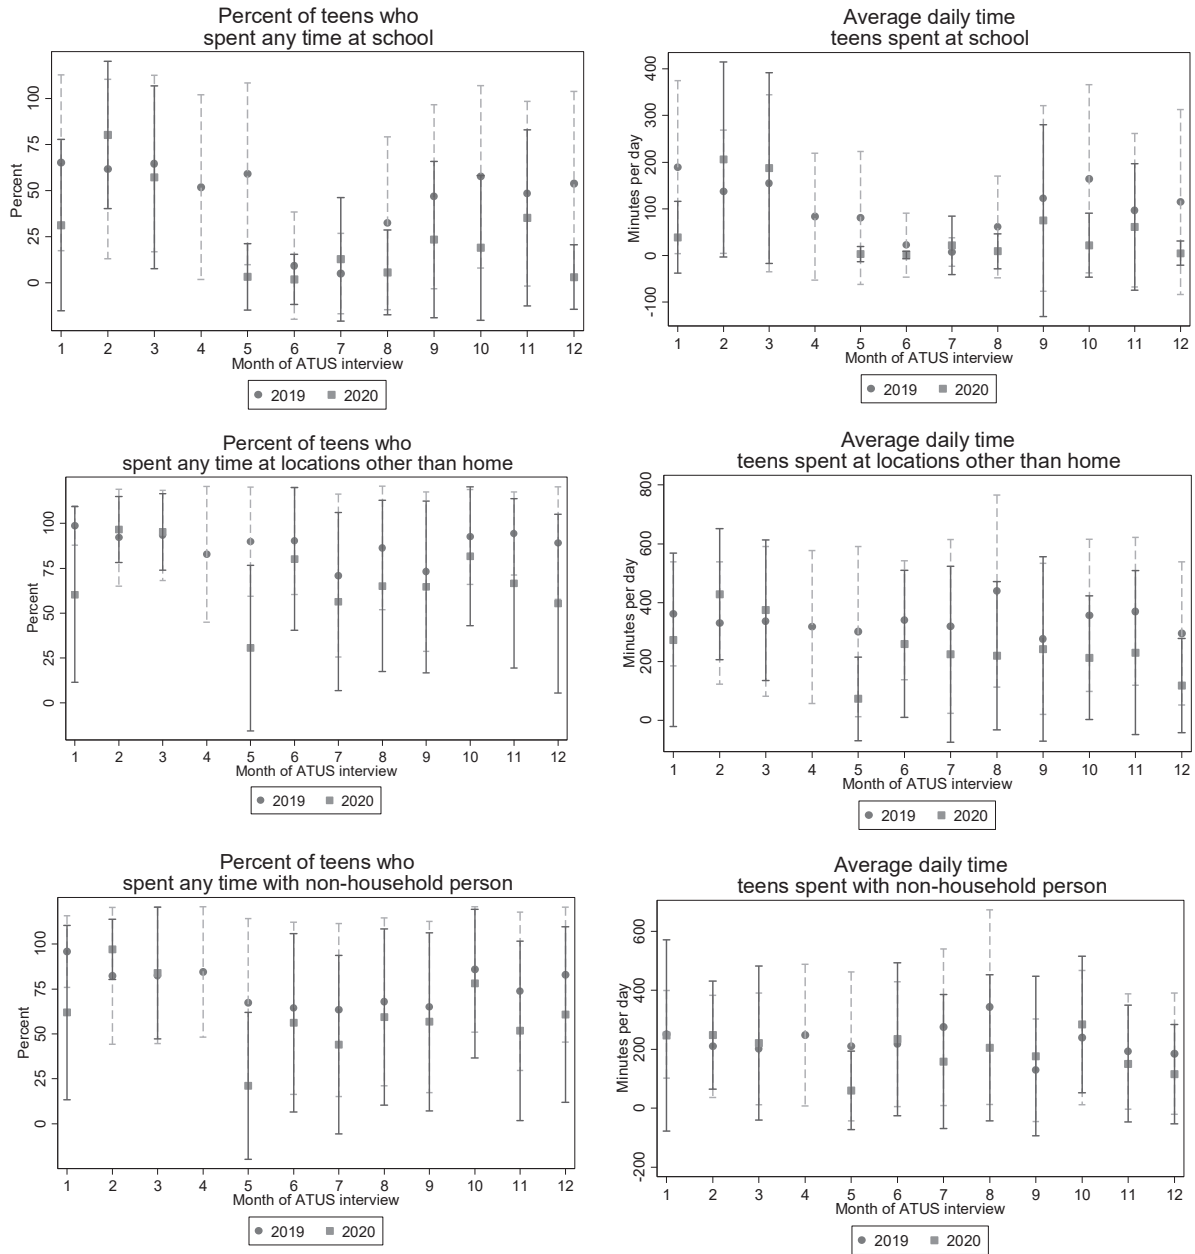 Percent of teens who
spent any time at school
Percent
100
75
50
25
0
1 2 3 4 5 6 7 8 9 10 11 12
Month of ATUS interview
2019 2020
Average daily time
teens spent at school
Minutes per day
400
300
200
100
0
-100
1 2 3 4 5 6 7 8 9 10 11 12
Month of ATUS interview
2019 2020
Percent of teens who
spent any time at locations other than home
Percent
100
75
50
25
0
1 2 3 4 5 6 7 8 9 10 11 12
Month of ATUS interview
2019 2020
Average daily time
teens spent at locations other than home
Minutes per day
800
600
400
200
0
1 2 3 4 5 6 7 8 9 10 11 12
Month of ATUS interview
2019 2020
Percent of teens who
spent any time with non-household person
Percent
100
75
50
25
0
1 2 3 4 5 6 7 8 9 10 11 12
Month of ATUS interview
2019 2020
Average daily time
teens spent with non-household person
Minutes per day
600
400
200
0
-200
1 2 3 4 5 6 7 8 9 10 11 12
Month of ATUS interview
2019 2020